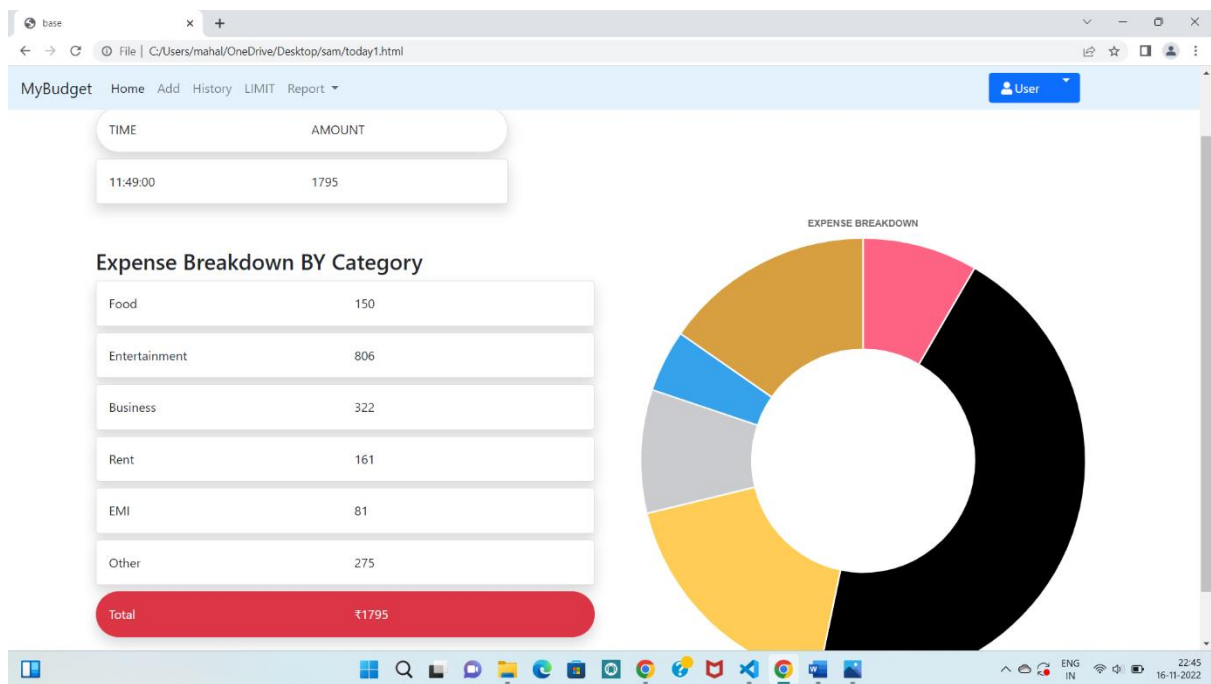 base
File | C:/Users/mahal/OneDrive/Desktop/sam/today1.html
MyBudget Home Add History LIMIT Report User
TIME AMOUNT
11:49:00 1795
EXPENSE BREAKDOWN
Expense Breakdown BY Category
Food 150
Entertainment 806
Business 322
Rent 161
EMI 81
Other 275
Total ₹1795
ENG
IN
22:45
16-11-2022